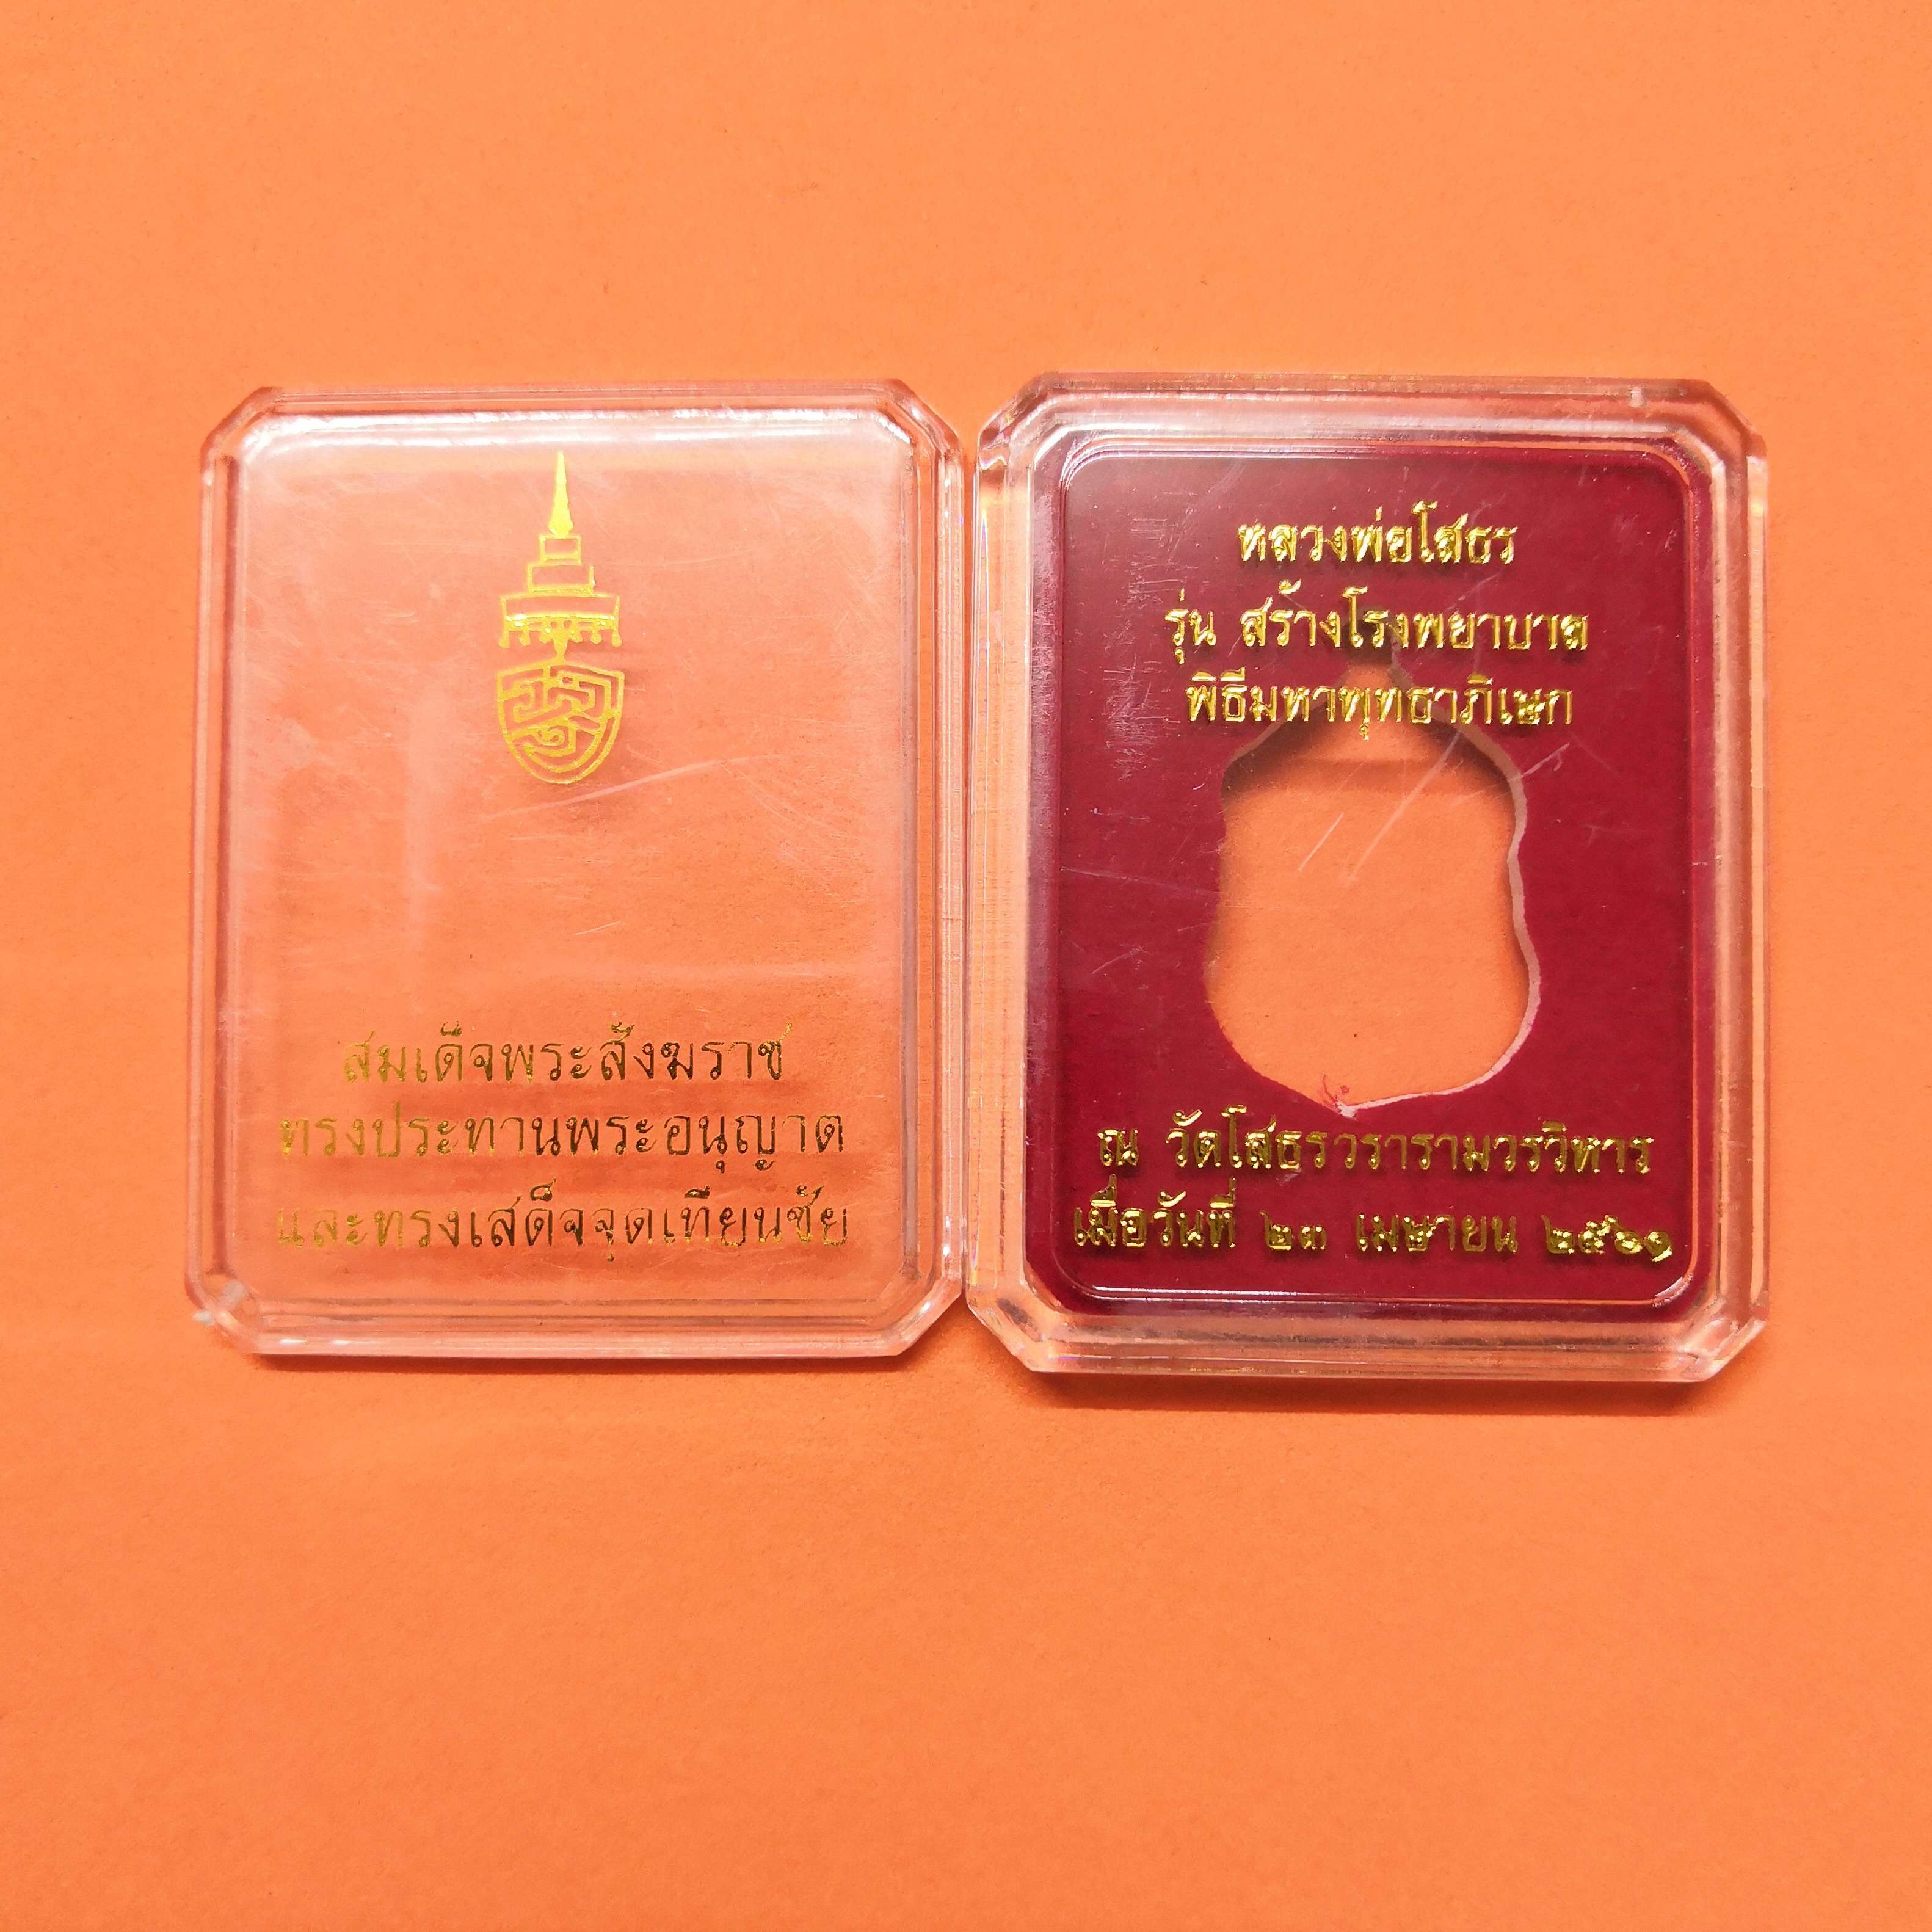 สมเด็จพระสังฆราช
ทรงประทานพระอนุญาต
และทรงเสด็จจุดเทียนชัย
หลวงพ่อโสธร
รุ่น สร้างโรงพยาบาล
พิธีมหาพุทธาภิเษก
ณ วัดโสธรวรารามวรวิหาร
เมื่อวันที่ ๒๓ เมษายน ๒๕๖๑